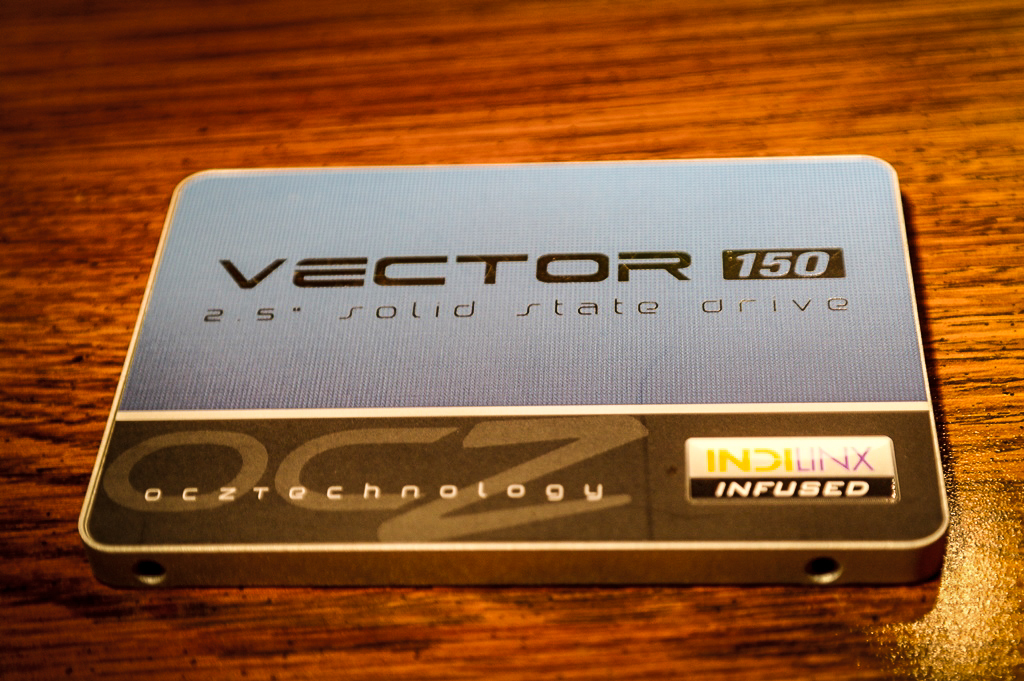 VECTOR 150
2.5" solid state drive
OCZ
OCZTechnology
INDILINX
INFUSED